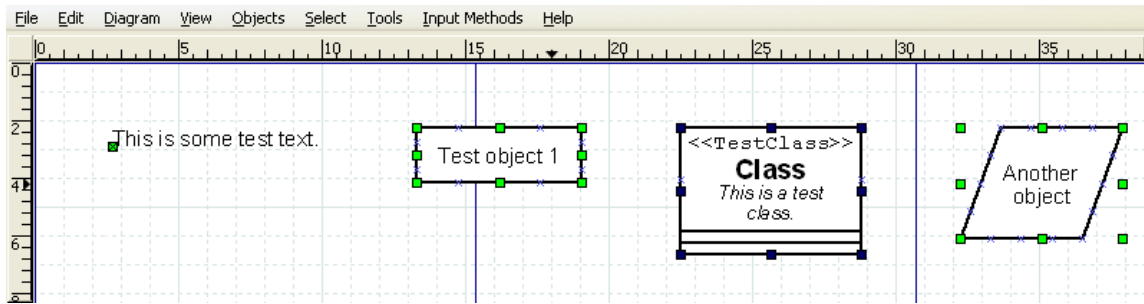 File Edit Diagram View Objects Select Tools Input Methods Help
0 5 10 15 20 25 30 35
0
2
4
6
This is some test text.
Test object 1
<<TestClass>>
Class
This is a test
class.
Another
object